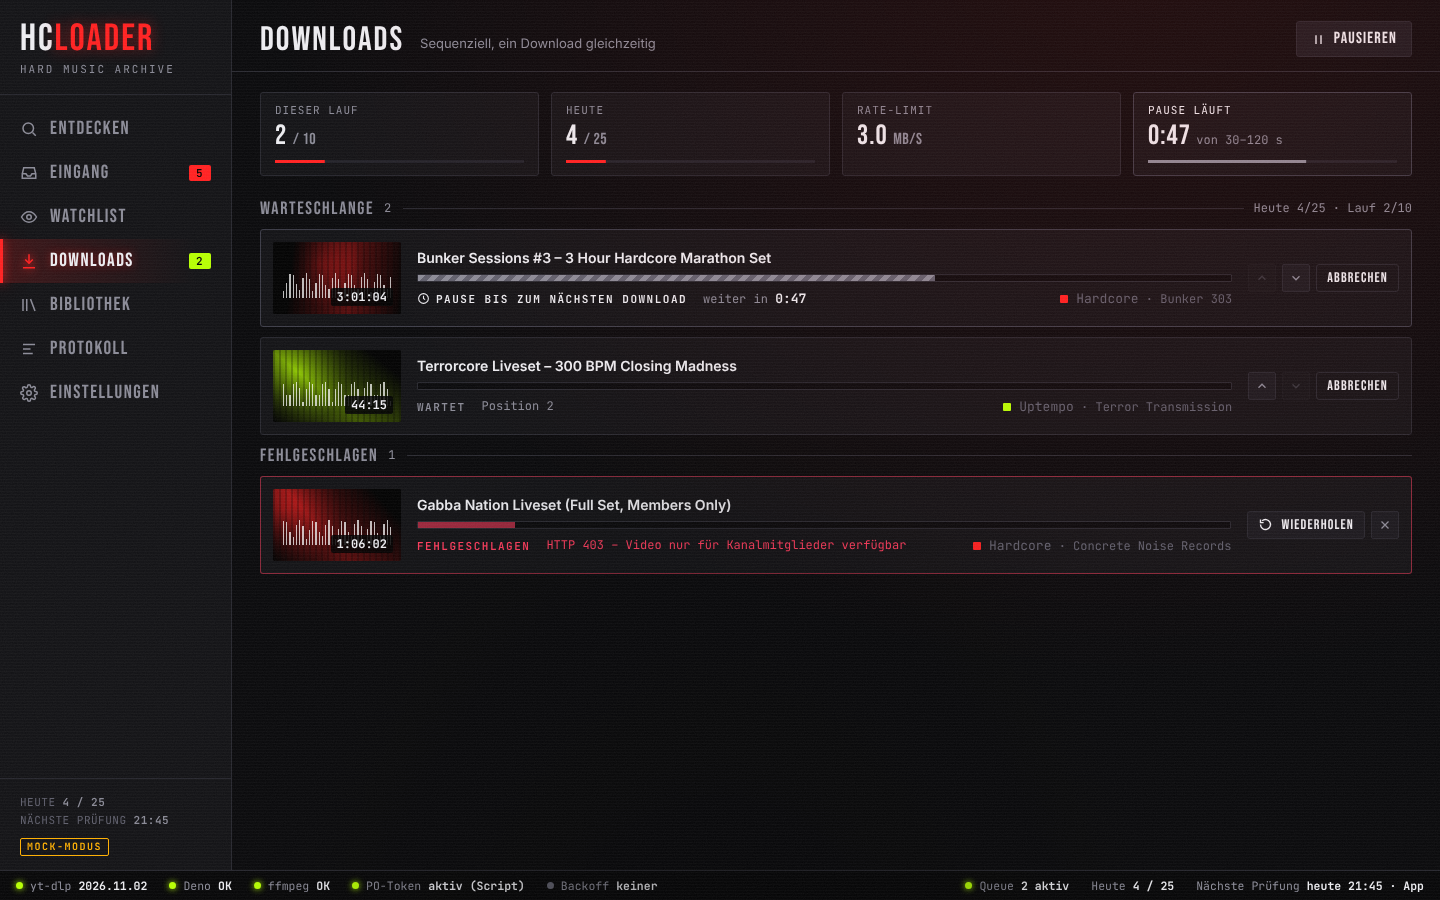 HCLOADER
HARD MUSIC ARCHIVE
ENTDECKEN
EINGANG 5
WATCHLIST
DOWNLOADS 2
BIBLIOTHEK
PROTOKOLL
EINSTELLUNGEN
HEUTE 4 / 25
NÄCHSTE PRÜFUNG 21:45
MOCK-MODUS
DOWNLOADS Sequenziell, ein Download gleichzeitig
PAUSIEREN
DIESER LAUF
2 / 10
HEUTE
4 / 25
RATE-LIMIT
3.0 MB/S
PAUSE LÄUFT
0:47 von 30–120 s
WARTESCHLANGE 2 Heute 4/25 · Lauf 2/10
3:01:04
Bunker Sessions #3 – 3 Hour Hardcore Marathon Set
PAUSE BIS ZUM NÄCHSTEN DOWNLOAD weiter in 0:47 Hardcore · Bunker 303
ABBRECHEN
44:15
Terrorcore Liveset – 300 BPM Closing Madness
WARTET Position 2 Uptempo · Terror Transmission
ABBRECHEN
FEHLGESCHLAGEN 1
1:06:02
Gabba Nation Liveset (Full Set, Members Only)
FEHLGESCHLAGEN HTTP 403 – Video nur für Kanalmitglieder verfügbar Hardcore · Concrete Noise Records
WIEDERHOLEN
yt-dlp 2026.11.02 Deno OK ffmpeg OK PO-Token aktiv (Script) Backoff keiner Queue 2 aktiv Heute 4 / 25 Nächste Prüfung heute 21:45 · App